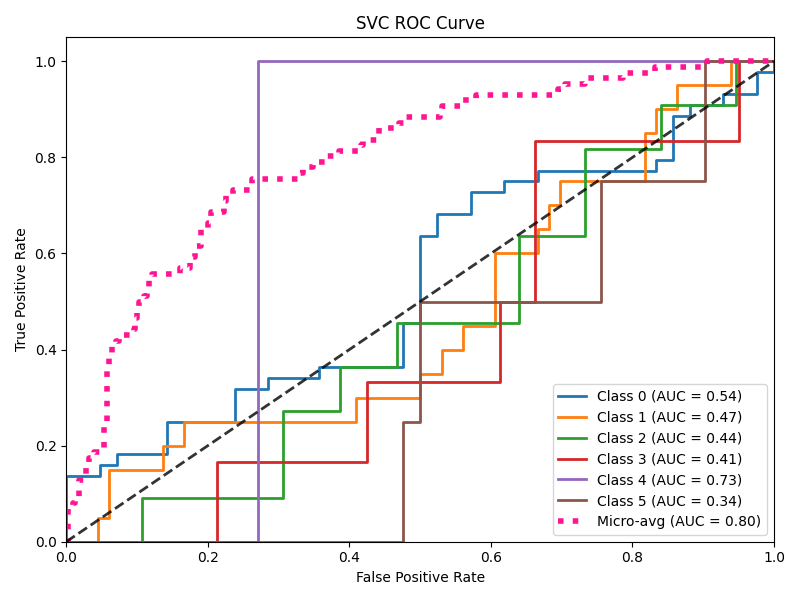 SVC ROC Curve
True Positive Rate
1.0
0.8
0.6
0.4
0.2
0.0
Class 0 (AUC = 0.54)
Class 1 (AUC = 0.47)
Class 2 (AUC = 0.44)
Class 3 (AUC = 0.41)
Class 4 (AUC = 0.73)
Class 5 (AUC = 0.34)
Micro-avg (AUC = 0.80)
0.0 0.2 0.4 0.6 0.8 1.0
False Positive Rate